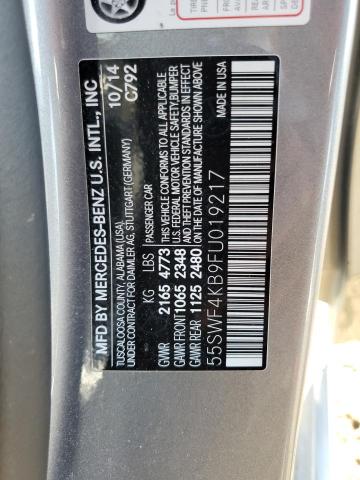 MFD BY MERCEDES-BENZ U.S. INTL., INC 10/14
TUSCALOOSA COUNTY, ALABAMA (USA) C792
UNDER CONTRACT FOR DAIMLER AG, STUTTGART (GERMANY)
PASSENGER CAR
KG LBS THIS VEHICLE CONFORMS TO ALL APPLICABLE
GVWR 2165 4773 U.S. FEDERAL MOTOR VEHICLE SAFETY, BUMPER
GAWR FRONT 1065 2348 AND THEFT PREVENTION STANDARDS IN EFFECT
GAWR REAR 1125 2480 ON THE DATE OF MANUFACTURE SHOWN ABOVE.
55SWF4KB9FU019217 MADE IN USA